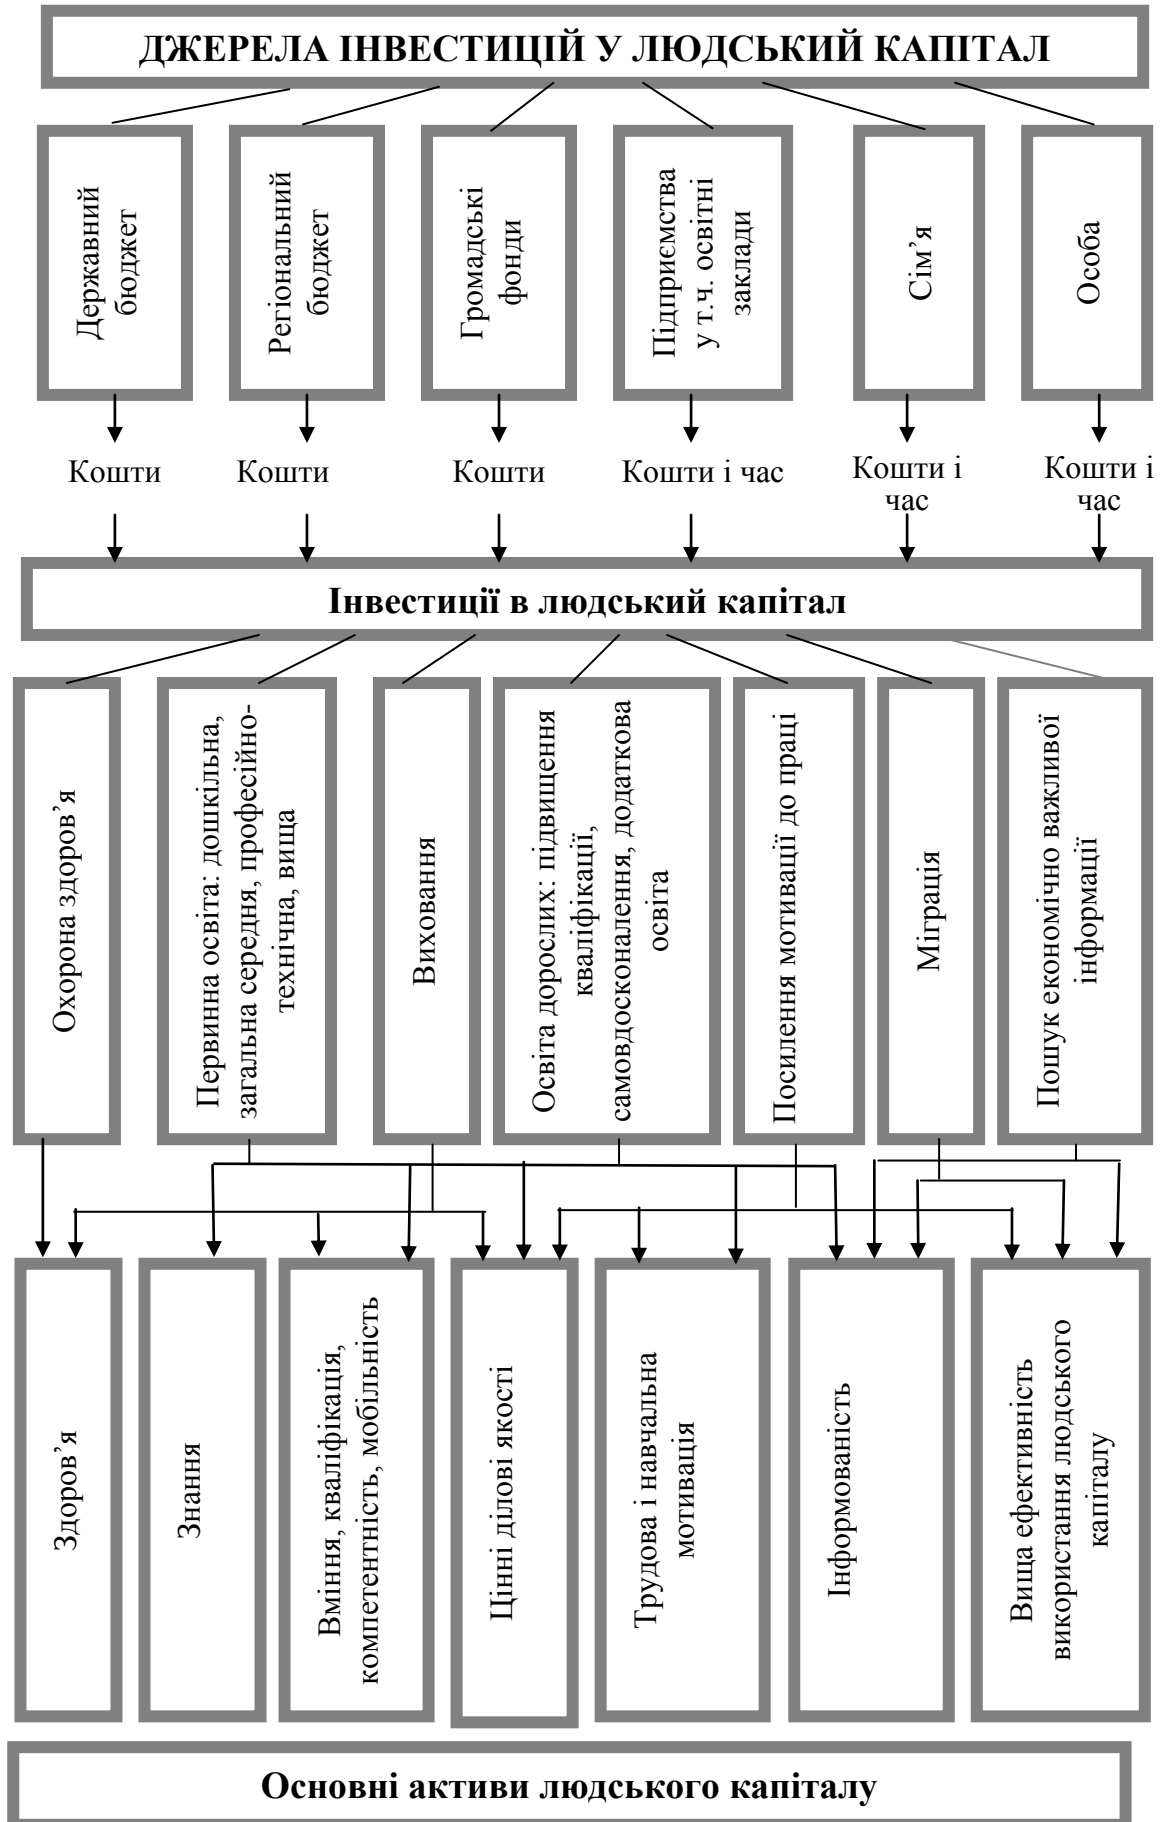 ДЖЕРЕЛА ІНВЕСТИЦІЙ У ЛЮДСЬКИЙ КАПІТАЛ
Державний
бюджет
Регіональний
бюджет
Громадські
фонди
Підприємства
у т.ч. освітні
заклади
Сім’я
Особа
Кошти
Кошти
Кошти
Кошти і час
Кошти і
час
Кошти і
час
Інвестиції в людський капітал
Охорона здоров’я
Первинна освіта: дошкільна,
загальна середня, професійно-
технічна, вища
Виховання
Освіта дорослих: підвищення
кваліфікації,
самовдосконалення, додаткова
освіта
Посилення мотивації до праці
Міграція
Пошук економічно важливої
інформації
Здоров’я
Знання
Вміння, кваліфікація,
компетентність, мобільність
Цінні ділові якості
Трудова і навчальна
мотивація
Інформованість
Вища ефективність
використання людського
капіталу
Основні активи людського капіталу